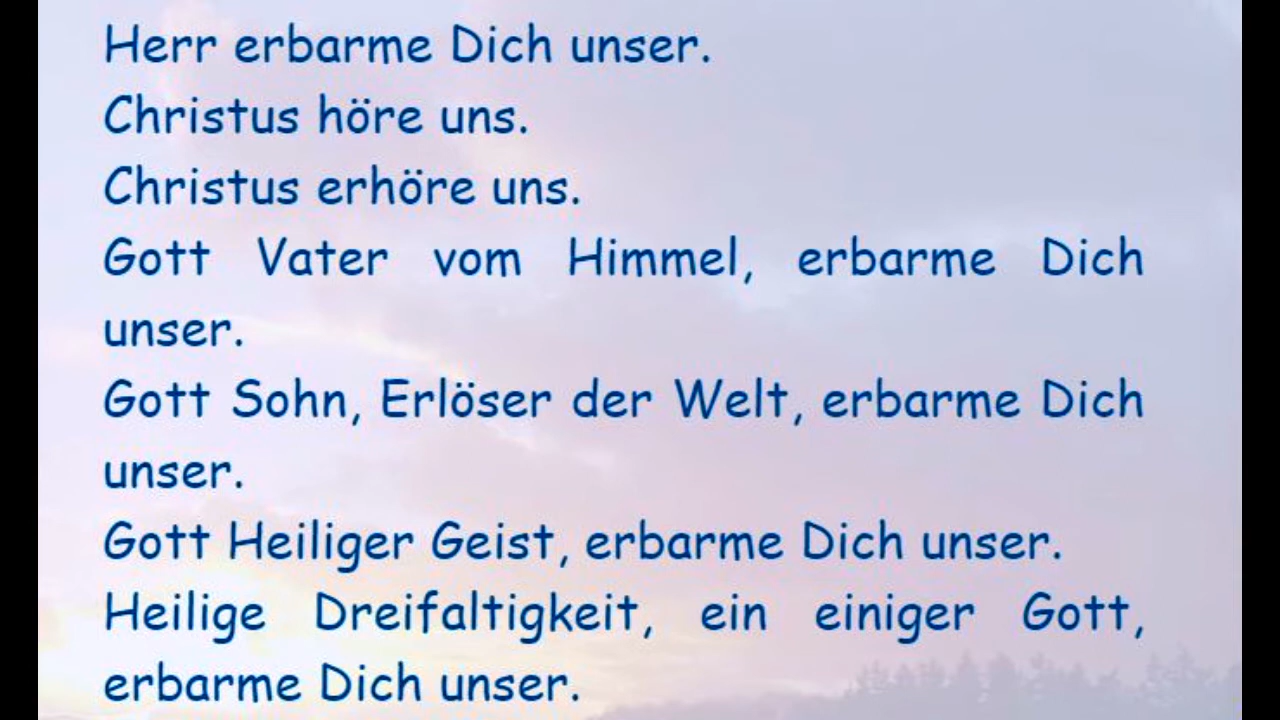 Herr erbarme Dich unser.
Christus höre uns.
Christus erhöre uns.
Gott Vater vom Himmel, erbarme Dich
unser.
Gott Sohn, Erlöser der Welt, erbarme Dich
unser.
Gott Heiliger Geist, erbarme Dich unser.
Heilige Dreifaltigkeit, ein einiger Gott,
erbarme Dich unser.